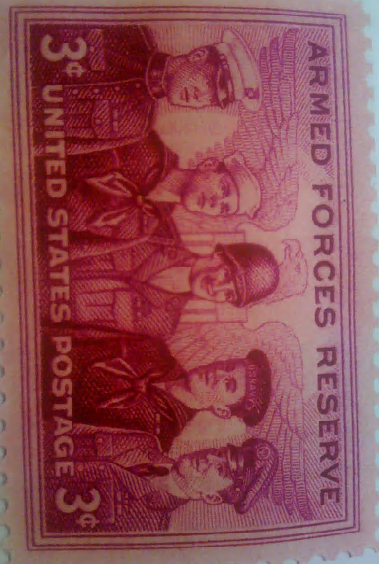 ARMED FORCES RESERVE
3¢ UNITED STATES POSTAGE 3¢